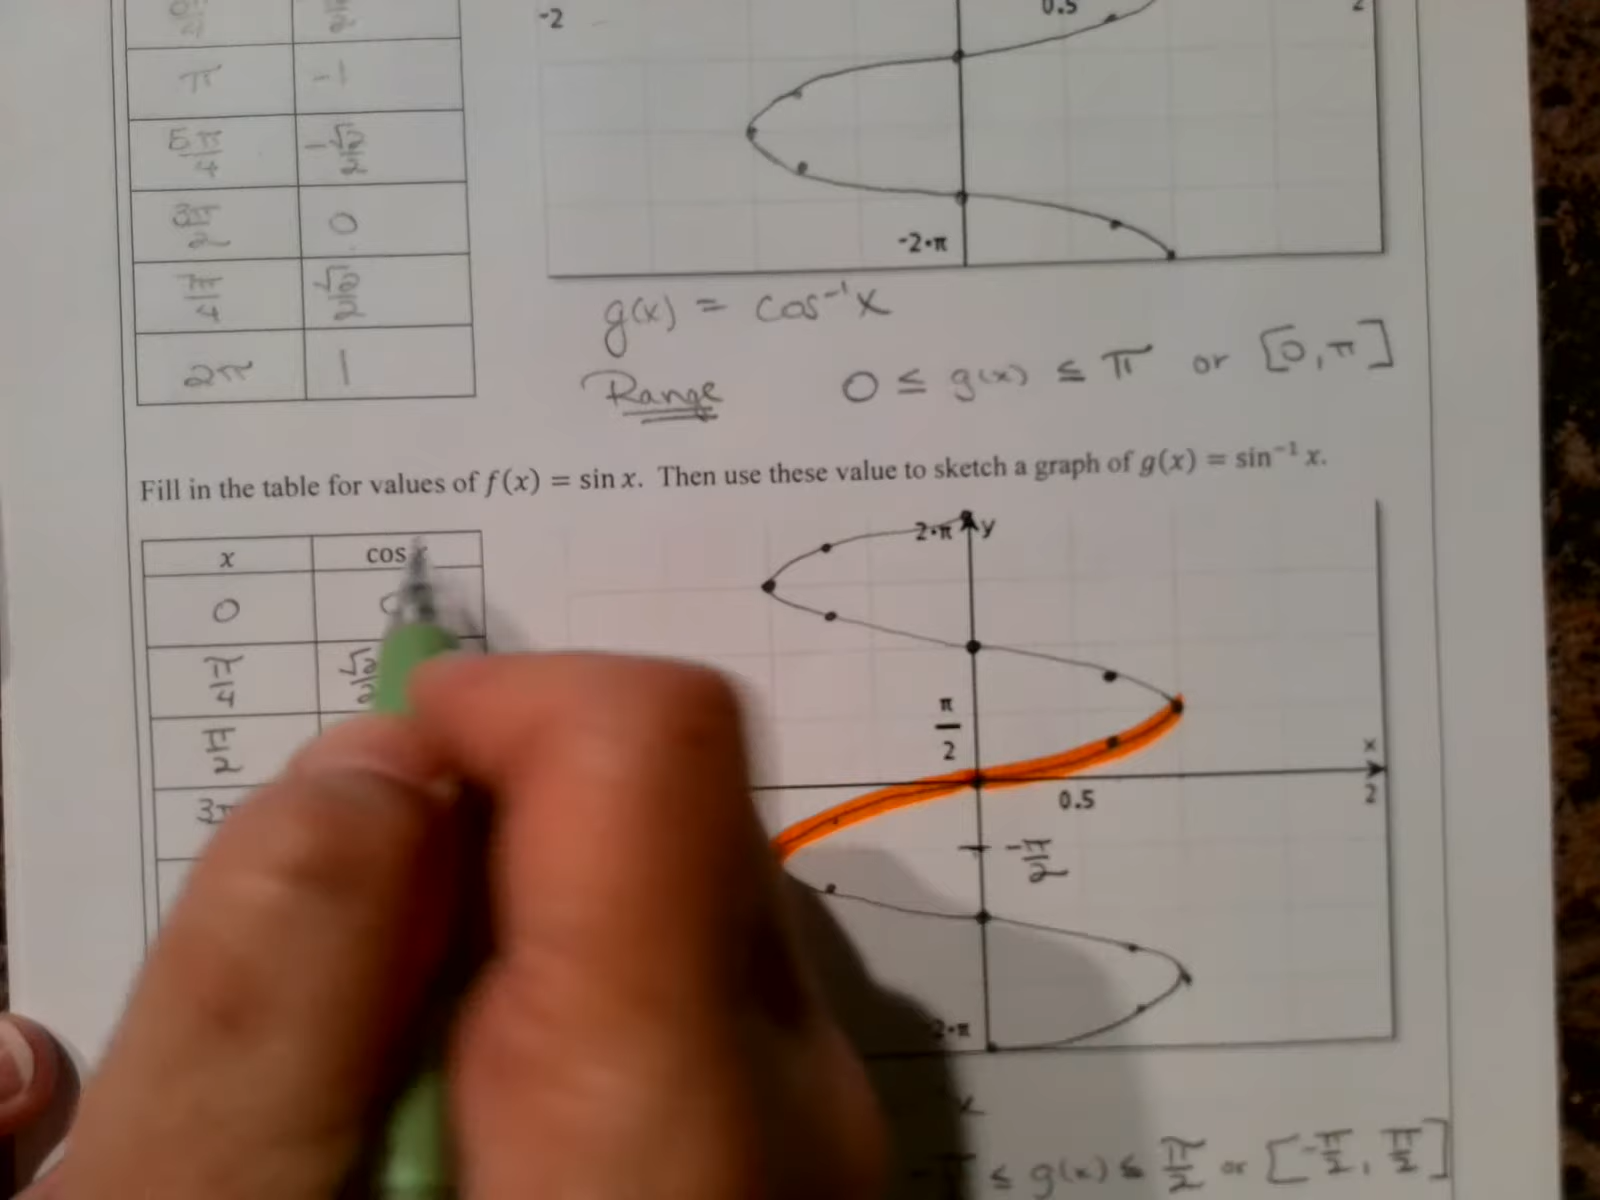 -2
0.5
2
π -1
5π/4 -√2/2
3π/2 0
7π/4 √2/2
2π 1
-2·π
g(x) = cos⁻¹x
Range 0 ≤ g(x) ≤ π or [0, π]
Fill in the table for values of f(x) = sin x. Then use these value to sketch a graph of g(x) = sin⁻¹ x.
x cos
0
π/4 √2/2
π/2
2·π y
π/2
0.5
x
2
-π/2
2·π
≤ g(x) ≤ π/2 or [-π/2, π/2]